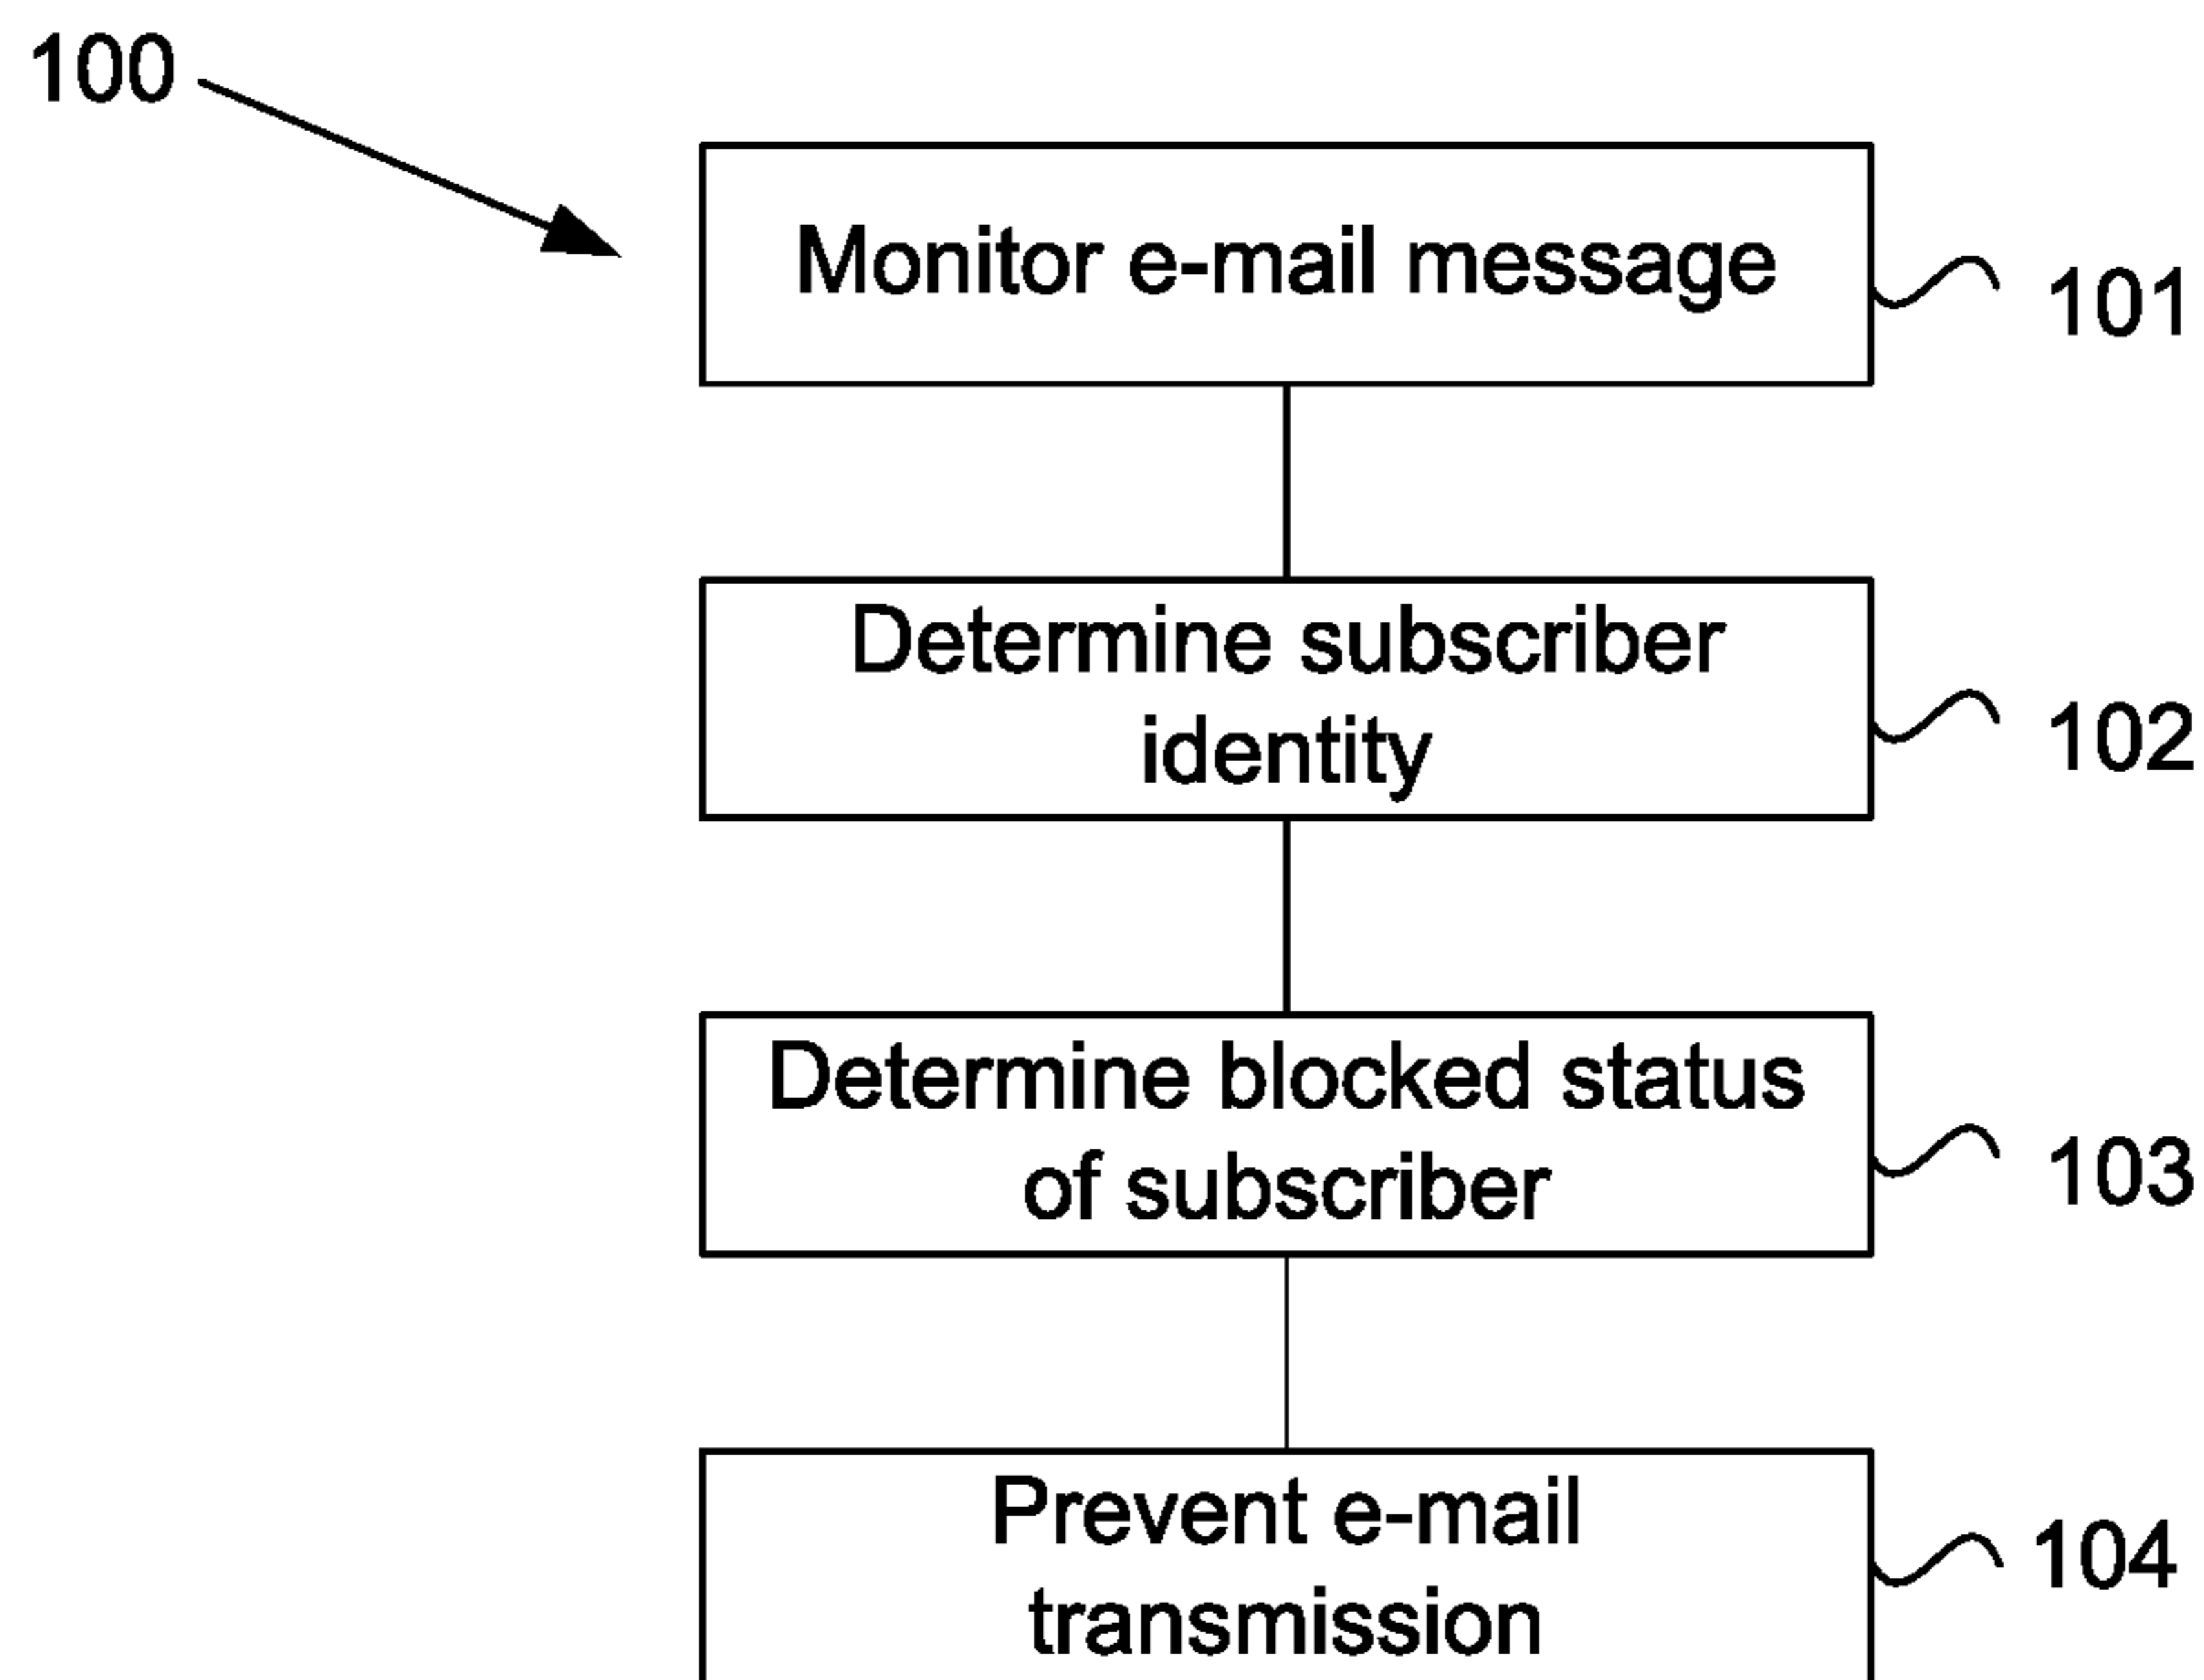 100
Monitor e-mail message
101
Determine subscriber
identity
102
Determine blocked status
of subscriber
103
Prevent e-mail
transmission
104